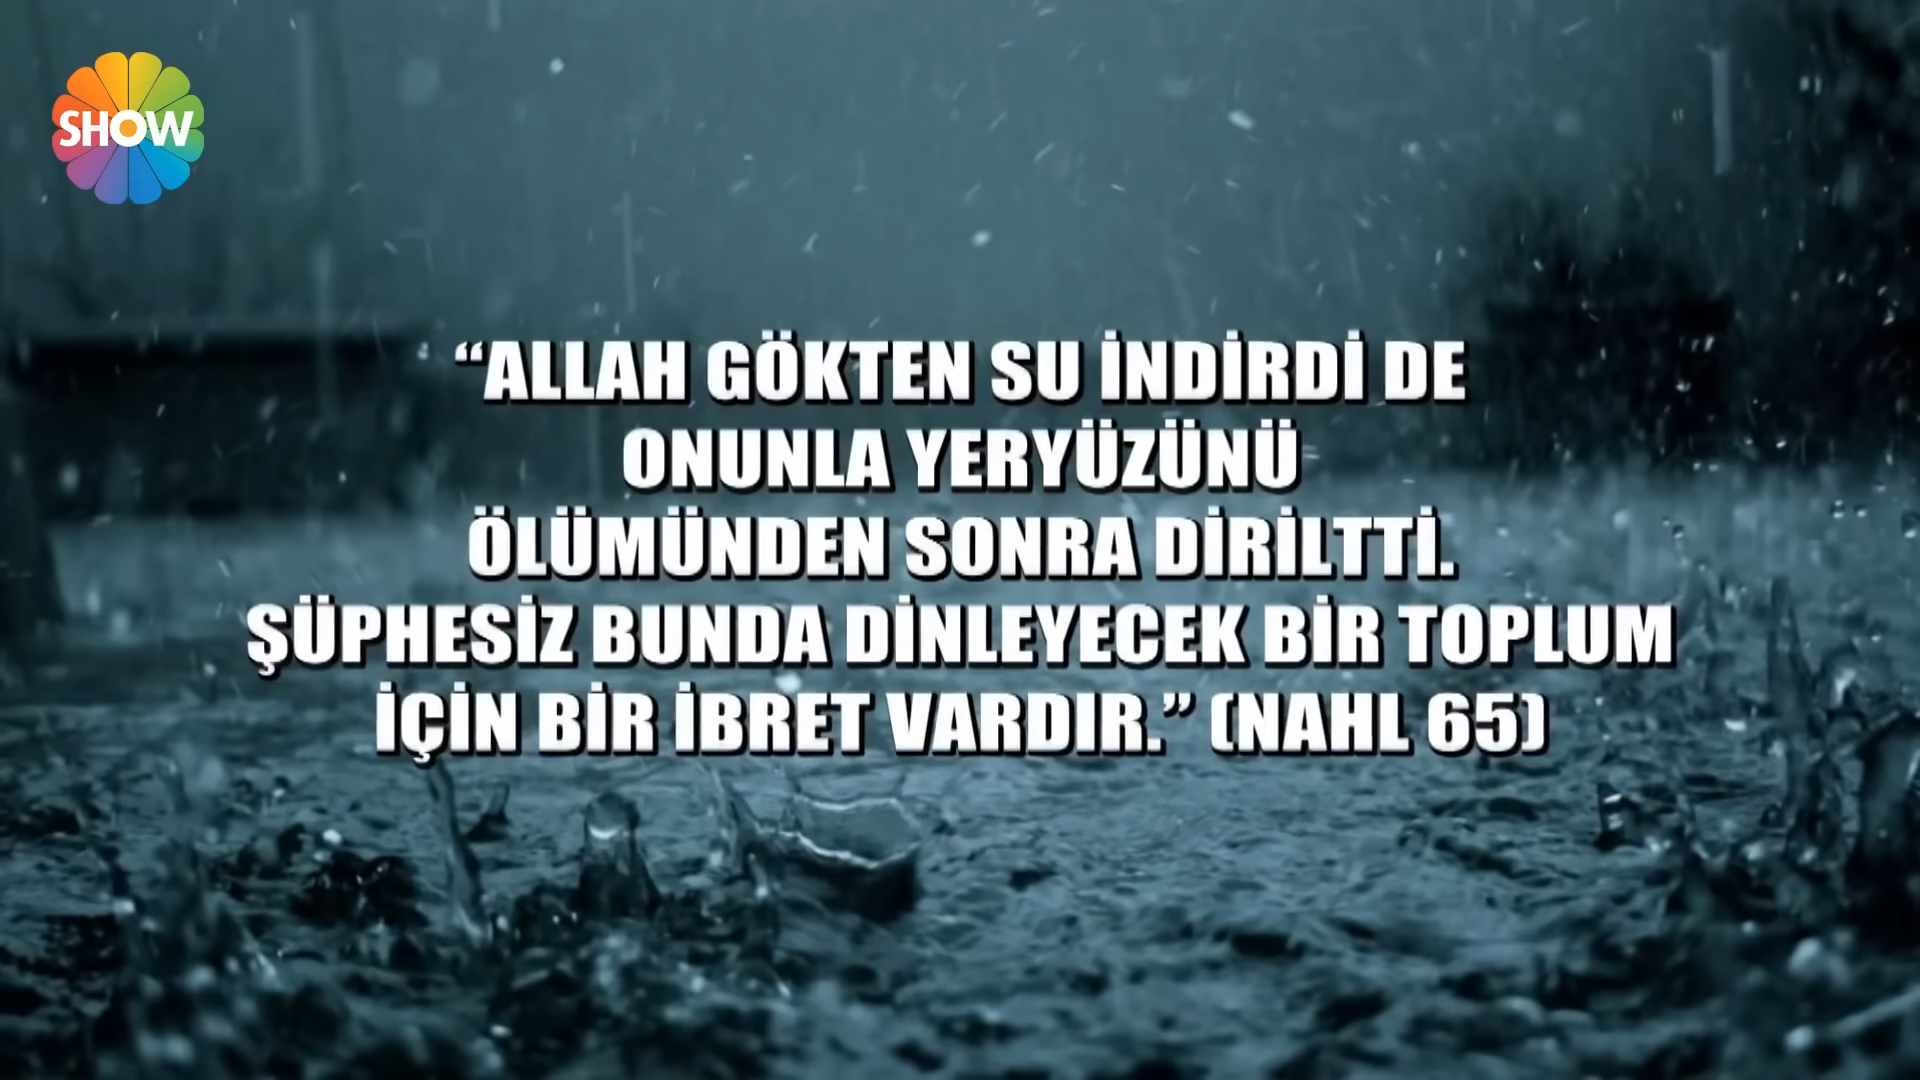 SHOW
“ALLAH GÖKTEN SU İNDİRDİ DE
ONUNLA YERYÜZÜNÜ
ÖLÜMÜNDEN SONRA DİRİLTTİ.
ŞÜPHESİZ BUNDA DİNLEYECEK BİR TOPLUM
İÇİN BİR İBRET VARDIR.” (NAHL 65)